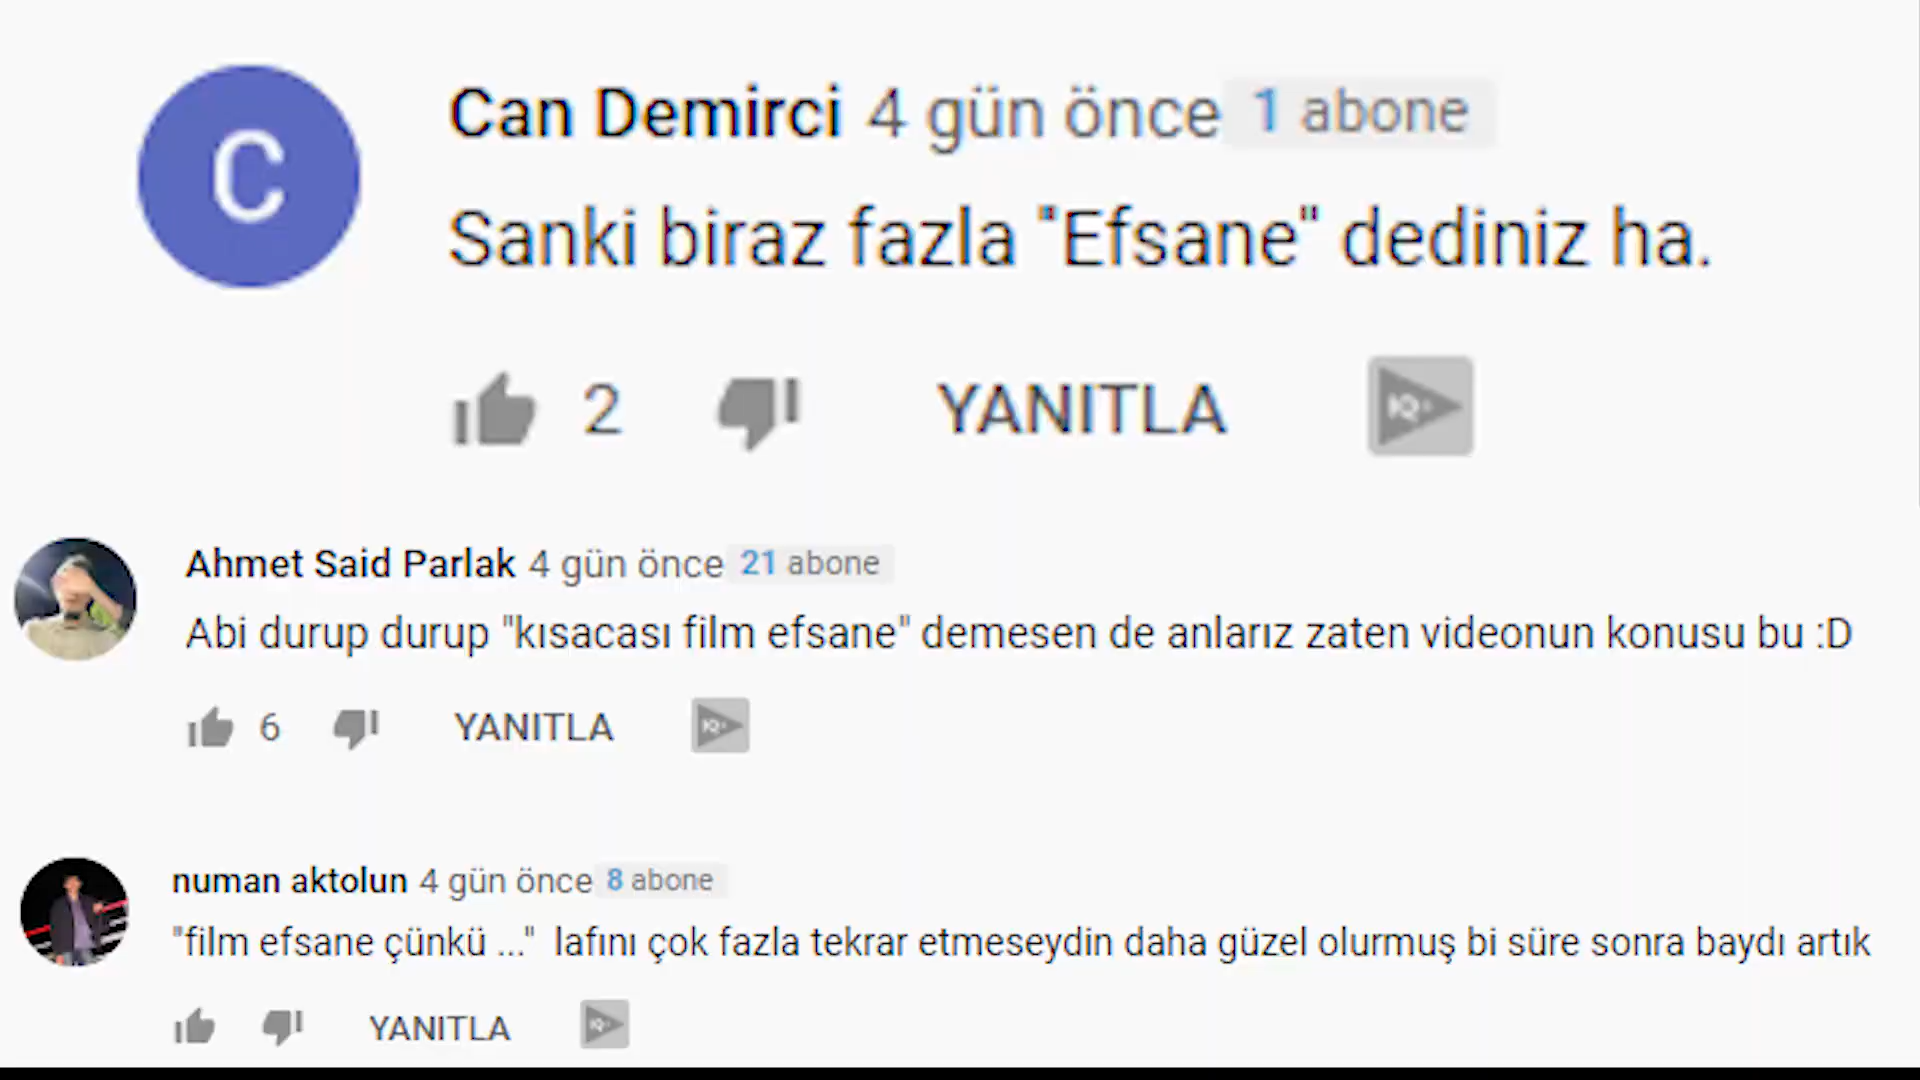 C
Can Demirci 4 gün önce 1 abone
Sanki biraz fazla "Efsane" dediniz ha.
2 YANITLA IQ
Ahmet Said Parlak 4 gün önce 21 abone
Abi durup durup "kısacası film efsane" demesen de anlarız zaten videonun konusu bu :D
6 YANITLA IQ
numan aktolun 4 gün önce 8 abone
"film efsane çünkü ..." lafını çok fazla tekrar etmeseydin daha güzel olurmuş bi süre sonra baydı artık
YANITLA IQ